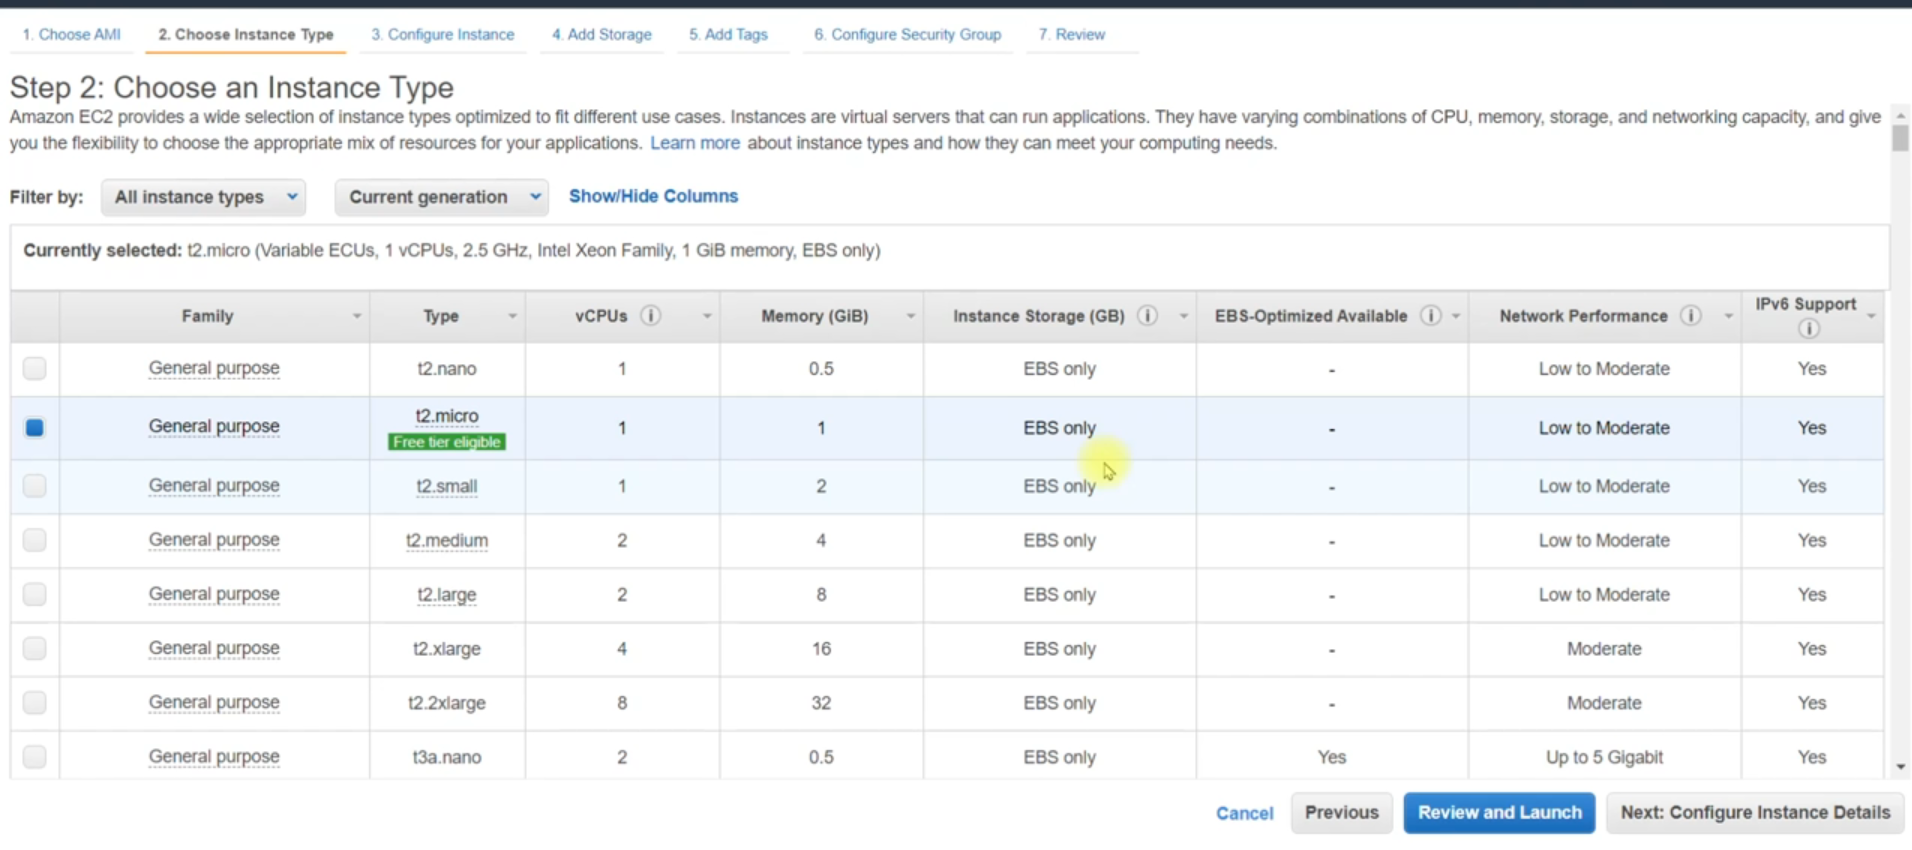 1. Choose AMI 2. Choose Instance Type 3. Configure Instance 4. Add Storage 5. Add Tags 6. Configure Security Group 7. Review
Step 2: Choose an Instance Type
Amazon EC2 provides a wide selection of instance types optimized to fit different use cases. Instances are virtual servers that can run applications. They have varying combinations of CPU, memory, storage, and networking capacity, and give
you the flexibility to choose the appropriate mix of resources for your applications. Learn more about instance types and how they can meet your computing needs.
Filter by: All instance types Current generation Show/Hide Columns
Currently selected: t2.micro (Variable ECUs, 1 vCPUs, 2.5 GHz, Intel Xeon Family, 1 GiB memory, EBS only)
Family Type vCPUs i Memory (GiB) Instance Storage (GB) i EBS-Optimized Available i Network Performance i IPv6 Support i
General purpose t2.nano 1 0.5 EBS only - Low to Moderate Yes
General purpose t2.micro Free tier eligible 1 1 EBS only - Low to Moderate Yes
General purpose t2.small 1 2 EBS only - Low to Moderate Yes
General purpose t2.medium 2 4 EBS only - Low to Moderate Yes
General purpose t2.large 2 8 EBS only - Low to Moderate Yes
General purpose t2.xlarge 4 16 EBS only - Moderate Yes
General purpose t2.2xlarge 8 32 EBS only - Moderate Yes
General purpose t3a.nano 2 0.5 EBS only Yes Up to 5 Gigabit Yes
Cancel Previous Review and Launch Next: Configure Instance Details